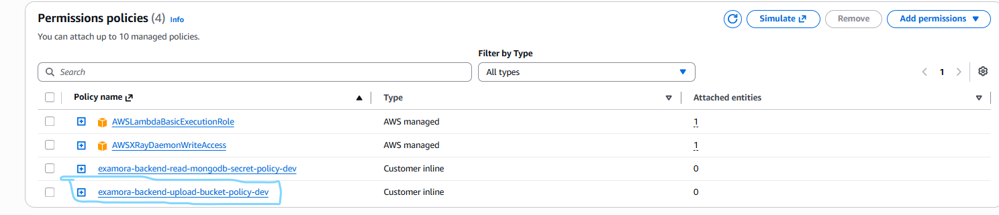 Permissions policies (4) Info
Simulate Remove Add permissions
You can attach up to 10 managed policies.
Filter by Type
Search All types 1
Policy name Type Attached entities
AWSLambdaBasicExecutionRole AWS managed 1
AWSXRayDaemonWriteAccess AWS managed 1
examora-backend-read-mongodb-secret-policy-dev Customer inline 0
examora-backend-upload-bucket-policy-dev Customer inline 0